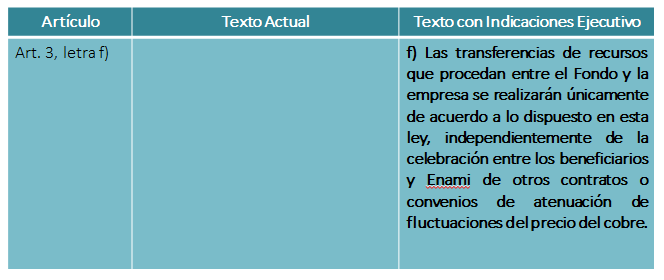 Artículo Texto Actual Texto con Indicaciones Ejecutivo
Art. 3, letra f)
f) Las transferencias de recursos
que procedan entre el Fondo y la
empresa se realizarán únicamente
de acuerdo a lo dispuesto en esta
ley, independientemente de la
celebración entre los beneficiarios
y Enami de otros contratos o
convenios de atenuación de
fluctuaciones del precio del cobre.